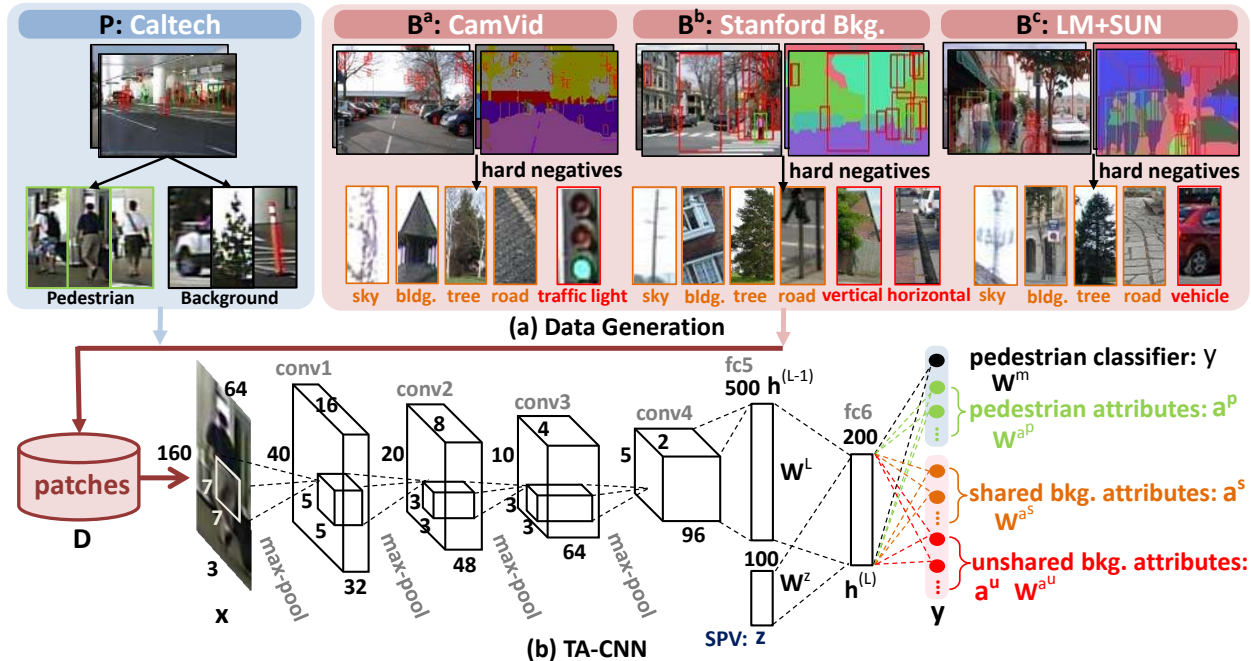 P: Caltech
B^a: CamVid
B^b: Stanford Bkg.
B^c: LM+SUN
hard negatives
hard negatives
hard negatives
Pedestrian
Background
sky bldg. tree road traffic light
sky bldg. tree road vertical horizontal
sky bldg. tree road vehicle
(a) Data Generation
patches
D
160
64
7
7
3
x
conv1
16
40
5
5
32
max-pool
conv2
8
20
3
3
48
max-pool
conv3
4
10
3
3
64
max-pool
conv4
2
5
96
fc5
500 h^(L-1)
W^L
100
W^z
SPV: z
fc6
200
h^(L)
pedestrian classifier: y
W^m
pedestrian attributes: a^p
W^a^p
shared bkg. attributes: a^s
W^a^s
unshared bkg. attributes:
a^u W^a^u
y
(b) TA-CNN